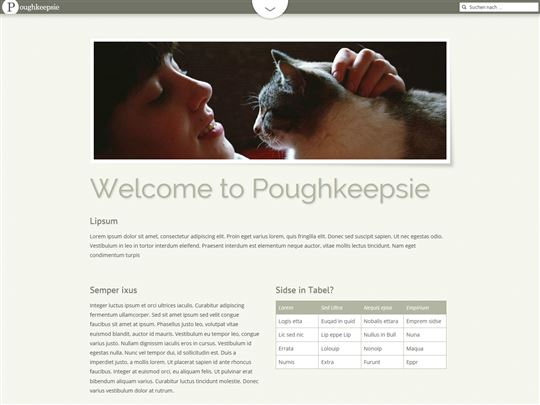 Poughkeepsie
Suchen nach ...
Welcome to Poughkeepsie
Lipsum
Lorem ipsum dolor sit amet, consectetur adipiscing elit. Proin eget varius lorem, quis fringilla elit. Donec sed suscipit sapien. Ut nec egestas odio.
Vestibulum in leo in tortor interdum eleifend. Praesent interdum est elementum neque auctor, vitae mollis lectus tincidunt. Nam eget
condimentum turpis
Semper ixus
Integer luctus ipsum et orci ultrices iaculis. Curabitur adipiscing
fermentum ullamcorper. Sed sit amet ipsum sed velit congue
faucibus sit amet at ipsum. Phasellus justo leo, volutpat vitae
euismod blandit, auctor id mauris. Vestibulum eu tempor leo, congue
varius justo. Nullam dignissim iaculis eros in cursus. Vestibulum id
egestas nulla. Nunc vel tempor dui, id sollicitudin est. Duis a
imperdiet justo, a mollis lorem. Ut placerat sapien id ante rhoncus
faucibus. Integer at euismod orci, eu aliquam felis. Ut pulvinar erat
bibendum aliquam varius. Curabitur luctus tincidunt molestie. Donec
varius vestibulum dolor at rutrum.
Sidse in Tabel?
Lorem Sed Ultra Aequis epsa Empirium
Logis etta Euqad in quid Nobalis ettara Emprem sidse
Lic sed nic Lip eppe Lip Nullus in Bull Nuna
Errata Loloup Nonoip Maqua
Numis Extra Furunt Eppr